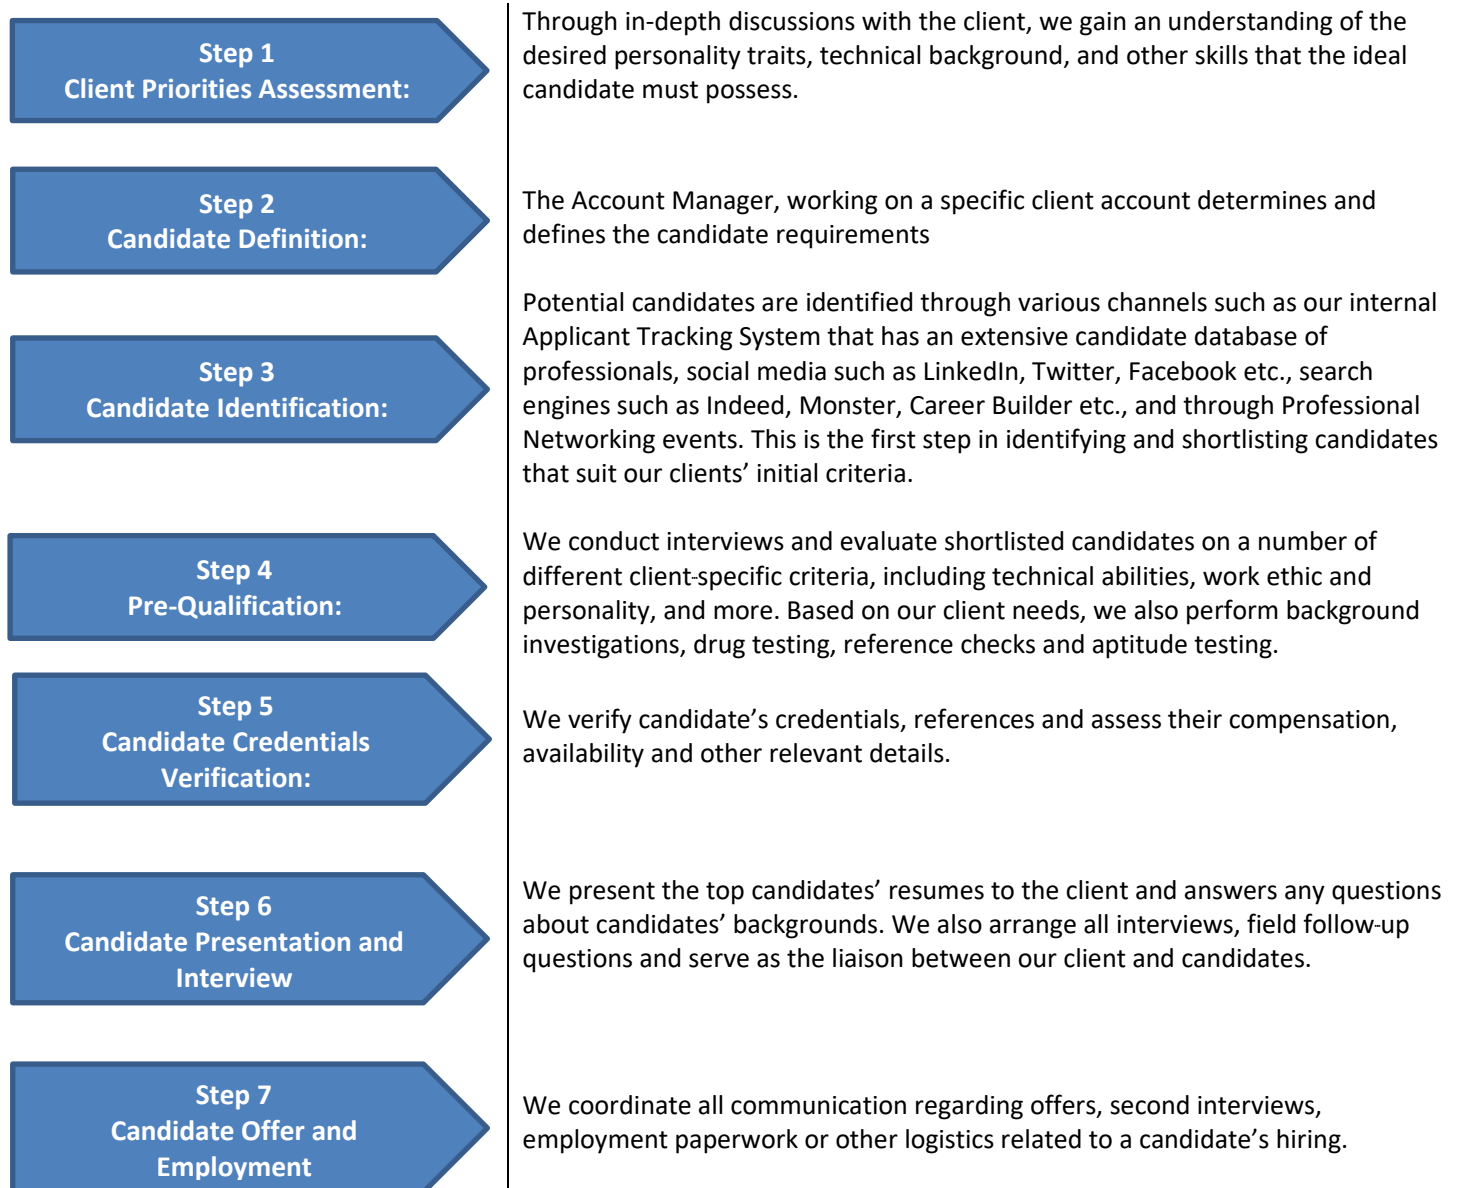 Step 1
Client Priorities Assessment:
Through in-depth discussions with the client, we gain an understanding of the
desired personality traits, technical background, and other skills that the ideal
candidate must possess.
Step 2
Candidate Definition:
The Account Manager, working on a specific client account determines and
defines the candidate requirements
Step 3
Candidate Identification:
Potential candidates are identified through various channels such as our internal
Applicant Tracking System that has an extensive candidate database of
professionals, social media such as LinkedIn, Twitter, Facebook etc., search
engines such as Indeed, Monster, Career Builder etc., and through Professional
Networking events. This is the first step in identifying and shortlisting candidates
that suit our clients’ initial criteria.
Step 4
Pre-Qualification:
We conduct interviews and evaluate shortlisted candidates on a number of
different client-specific criteria, including technical abilities, work ethic and
personality, and more. Based on our client needs, we also perform background
investigations, drug testing, reference checks and aptitude testing.
Step 5
Candidate Credentials
Verification:
We verify candidate’s credentials, references and assess their compensation,
availability and other relevant details.
Step 6
Candidate Presentation and
Interview
We present the top candidates’ resumes to the client and answers any questions
about candidates’ backgrounds. We also arrange all interviews, field follow-up
questions and serve as the liaison between our client and candidates.
Step 7
Candidate Offer and
Employment
We coordinate all communication regarding offers, second interviews,
employment paperwork or other logistics related to a candidate’s hiring.